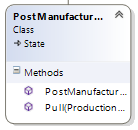 PostManufactur...
Class
State
Methods
PostManufactur...
Pull(Production...